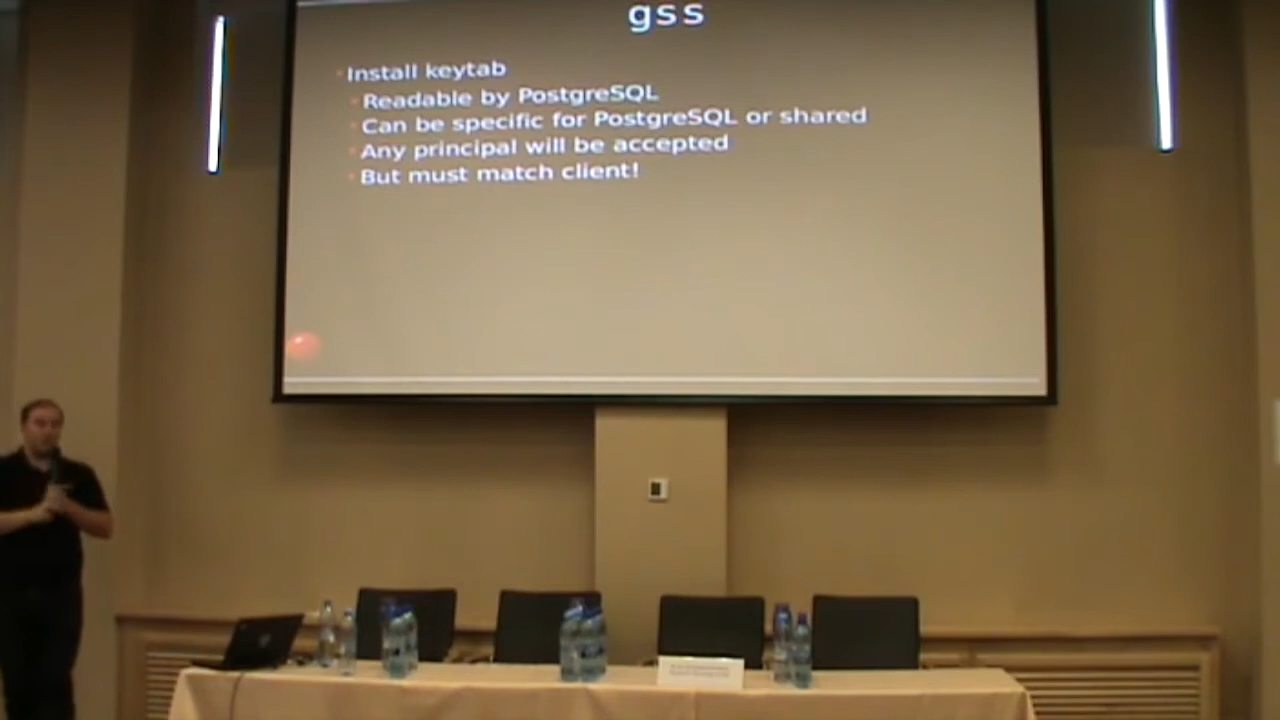 gss
Install keytab
Readable by PostgreSQL
Can be specific for PostgreSQL or shared
Any principal will be accepted
But must match client!